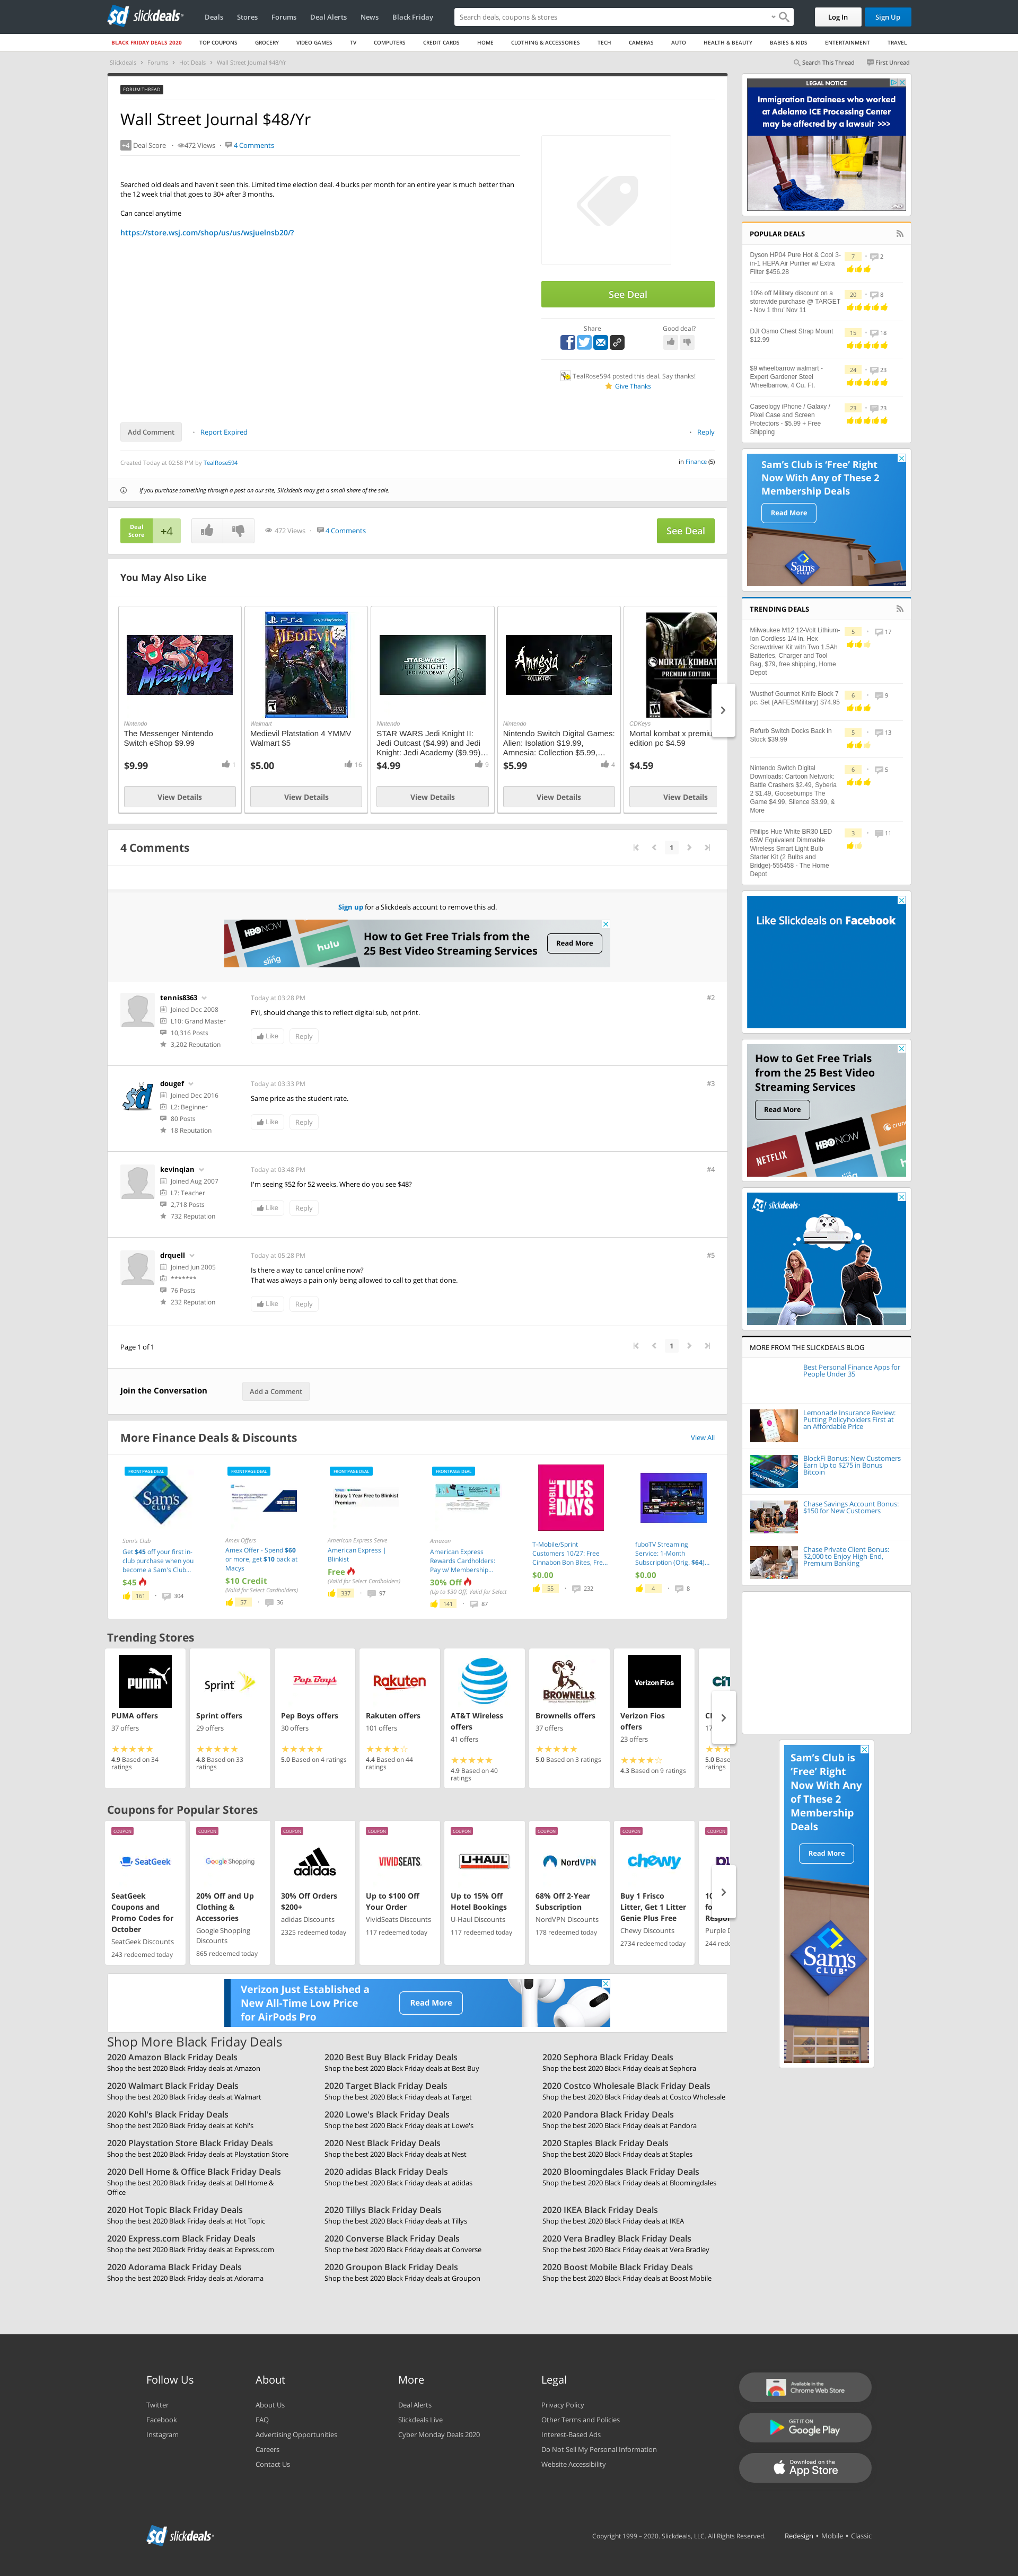 slickdeals
Deals Stores Forums Deal Alerts News Black Friday
Search deals, coupons & stores
Log In
Sign Up
BLACK FRIDAY DEALS 2020 TOP COUPONS GROCERY VIDEO GAMES TV COMPUTERS CREDIT CARDS HOME CLOTHING & ACCESSORIES TECH CAMERAS AUTO HEALTH & BEAUTY BABIES & KIDS ENTERTAINMENT TRAVEL
Slickdeals Forums Hot Deals Wall Street Journal $48/Yr
Search This Thread First Unread
FORUM THREAD
Wall Street Journal $48/Yr
+4 Deal Score 472 Views 4 Comments
Searched old deals and haven't seen this. Limited time election deal. 4 bucks per month for an entire year is much better than
the 12 week trial that goes to 30+ after 3 months.
Can cancel anytime
https://store.wsj.com/shop/us/us/wsjuelnsb20/?
See Deal
Share
Good deal?
TealRose594 posted this deal. Say thanks!
Give Thanks
Add Comment
Report Expired
Reply
Created Today at 02:58 PM by TealRose594
in Finance (5)
If you purchase something through a post on our site, Slickdeals may get a small share of the sale.
Deal
Score
+4
472 Views
4 Comments
See Deal
You May Also Like
Nintendo
The Messenger Nintendo
Switch eShop $9.99
$9.99
1
View Details
Walmart
Medievil Platstation 4 YMMV
Walmart $5
$5.00
16
View Details
Nintendo
STAR WARS Jedi Knight II:
Jedi Outcast ($4.99) and Jedi
Knight: Jedi Academy ($9.99)...
$4.99
9
View Details
Nintendo
Nintendo Switch Digital Games:
Alien: Isolation $19.99,
Amnesia: Collection $5.99,...
$5.99
4
View Details
CDKeys
Mortal kombat x premiu
edition pc $4.59
$4.59
View Details
4 Comments
1
Sign up for a Slickdeals account to remove this ad.
How to Get Free Trials from the
25 Best Video Streaming Services
Read More
tennis8363
Joined Dec 2008
L10: Grand Master
10,316 Posts
3,202 Reputation
Today at 03:28 PM
#2
FYI, should change this to reflect digital sub, not print.
Like
Reply
dougef
Joined Dec 2016
L2: Beginner
80 Posts
18 Reputation
Today at 03:33 PM
#3
Same price as the student rate.
Like
Reply
kevinqian
Joined Aug 2007
L7: Teacher
2,718 Posts
732 Reputation
Today at 03:48 PM
#4
I'm seeing $52 for 52 weeks. Where do you see $48?
Like
Reply
drquell
Joined Jun 2005
*******
76 Posts
232 Reputation
Today at 05:28 PM
#5
Is there a way to cancel online now?
That was always a pain only being allowed to call to get that done.
Like
Reply
Page 1 of 1
1
Join the Conversation
Add a Comment
More Finance Deals & Discounts
View All
FRONTPAGE DEAL
Sam's Club
Get $45 off your first in-
club purchase when you
become a Sam's Club...
$45
161
304
FRONTPAGE DEAL
Amex Offers
Amex Offer - Spend $60
or more, get $10 back at
Macys
$10 Credit
(Valid for Select Cardholders)
57
36
FRONTPAGE DEAL
Enjoy 1 Year Free to Blinkist
Premium
American Express Serve
American Express |
Blinkist
Free
(Valid for Select Cardholders)
337
97
FRONTPAGE DEAL
Amazon
American Express
Rewards Cardholders:
Pay w/ Membership...
30% Off
(Up to $30 Off; Valid for Select
141
87
T-MOBILE TUESDAYS
T-Mobile/Sprint
Customers 10/27: Free
Cinnabon Bon Bites, Fre...
$0.00
55
232
fuboTV Streaming
Service: 1-Month
Subscription (Orig. $64)...
$0.00
4
8
Trending Stores
PUMA offers
37 offers
4.9 Based on 34
ratings
Sprint offers
29 offers
4.8 Based on 33
ratings
Pep Boys offers
30 offers
5.0 Based on 4 ratings
Rakuten offers
101 offers
4.4 Based on 44
ratings
AT&T Wireless
offers
41 offers
4.9 Based on 40
ratings
Brownells offers
37 offers
5.0 Based on 3 ratings
Verizon Fios
offers
23 offers
4.3 Based on 9 ratings
Coupons for Popular Stores
COUPON
SeatGeek
SeatGeek
Coupons and
Promo Codes for
October
SeatGeek Discounts
243 redeemed today
COUPON
Google Shopping
20% Off and Up
Clothing &
Accessories
Google Shopping
Discounts
865 redeemed today
COUPON
adidas
30% Off Orders
$200+
adidas Discounts
2325 redeemed today
COUPON
VIVIDSEATS
Up to $100 Off
Your Order
VividSeats Discounts
117 redeemed today
COUPON
U-HAUL
Up to 15% Off
Hotel Bookings
U-Haul Discounts
117 redeemed today
COUPON
NordVPN
68% Off 2-Year
Subscription
NordVPN Discounts
178 redeemed today
COUPON
chewy
Buy 1 Frisco
Litter, Get 1 Litter
Genie Plus Free
Chewy Discounts
2734 redeemed today
COUPON
Verizon Just Established a
New All-Time Low Price
for AirPods Pro
Read More
Shop More Black Friday Deals
2020 Amazon Black Friday Deals
Shop the best 2020 Black Friday deals at Amazon
2020 Best Buy Black Friday Deals
Shop the best 2020 Black Friday deals at Best Buy
2020 Sephora Black Friday Deals
Shop the best 2020 Black Friday deals at Sephora
2020 Walmart Black Friday Deals
Shop the best 2020 Black Friday deals at Walmart
2020 Target Black Friday Deals
Shop the best 2020 Black Friday deals at Target
2020 Costco Wholesale Black Friday Deals
Shop the best 2020 Black Friday deals at Costco Wholesale
2020 Kohl's Black Friday Deals
Shop the best 2020 Black Friday deals at Kohl's
2020 Lowe's Black Friday Deals
Shop the best 2020 Black Friday deals at Lowe's
2020 Pandora Black Friday Deals
Shop the best 2020 Black Friday deals at Pandora
2020 Playstation Store Black Friday Deals
Shop the best 2020 Black Friday deals at Playstation Store
2020 Nest Black Friday Deals
Shop the best 2020 Black Friday deals at Nest
2020 Staples Black Friday Deals
Shop the best 2020 Black Friday deals at Staples
2020 Dell Home & Office Black Friday Deals
Shop the best 2020 Black Friday deals at Dell Home &
Office
2020 adidas Black Friday Deals
Shop the best 2020 Black Friday deals at adidas
2020 Bloomingdales Black Friday Deals
Shop the best 2020 Black Friday deals at Bloomingdales
2020 Hot Topic Black Friday Deals
Shop the best 2020 Black Friday deals at Hot Topic
2020 Tillys Black Friday Deals
Shop the best 2020 Black Friday deals at Tillys
2020 IKEA Black Friday Deals
Shop the best 2020 Black Friday deals at IKEA
2020 Express.com Black Friday Deals
Shop the best 2020 Black Friday deals at Express.com
2020 Converse Black Friday Deals
Shop the best 2020 Black Friday deals at Converse
2020 Vera Bradley Black Friday Deals
Shop the best 2020 Black Friday deals at Vera Bradley
2020 Adorama Black Friday Deals
Shop the best 2020 Black Friday deals at Adorama
2020 Groupon Black Friday Deals
Shop the best 2020 Black Friday deals at Groupon
2020 Boost Mobile Black Friday Deals
Shop the best 2020 Black Friday deals at Boost Mobile
LEGAL NOTICE
Immigration Detainees who worked
at Adelanto ICE Processing Center
may be affected by a lawsuit >>>
POPULAR DEALS
Dyson HP04 Pure Hot & Cool 3-
in-1 HEPA Air Purifier w/ Extra
Filter $456.28
7
2
10% off Military discount on a
storewide purchase @ TARGET
- Nov 1 thru' Nov 11
20
8
DJI Osmo Chest Strap Mount
$12.99
15
18
$9 wheelbarrow walmart -
Expert Gardener Steel
Wheelbarrow, 4 Cu. Ft.
24
23
Caseology iPhone / Galaxy /
Pixel Case and Screen
Protectors - $5.99 + Free
Shipping
23
23
Sam's Club is 'Free' Right
Now With Any of These 2
Membership Deals
Read More
TRENDING DEALS
Milwaukee M12 12-Volt Lithium-
Ion Cordless 1/4 in. Hex
Screwdriver Kit with Two 1.5Ah
Batteries, Charger and Tool
Bag, $79, free shipping, Home
Depot
5
17
Wusthof Gourmet Knife Block 7
pc. Set (AAFES/Military) $74.95
6
9
Refurb Switch Docks Back in
Stock $39.99
5
13
Nintendo Switch Digital
Downloads: Cartoon Network:
Battle Crashers $2.49, Syberia
2 $1.49, Goosebumps The
Game $4.99, Silence $3.99, &
More
6
5
Philips Hue White BR30 LED
65W Equivalent Dimmable
Wireless Smart Light Bulb
Starter Kit (2 Bulbs and
Bridge)-555458 - The Home
Depot
3
11
Like Slickdeals on Facebook
How to Get Free Trials
from the 25 Best Video
Streaming Services
Read More
slickdeals
MORE FROM THE SLICKDEALS BLOG
Best Personal Finance Apps for
People Under 35
Lemonade Insurance Review:
Putting Policyholders First at
an Affordable Price
BlockFi Bonus: New Customers
Earn Up to $275 in Bonus
Bitcoin
Chase Savings Account Bonus:
$150 for New Customers
Chase Private Client Bonus:
$2,000 to Enjoy High-End,
Premium Banking
Sam's Club is
'Free' Right
Now With Any
of These 2
Membership
Deals
Read More
Sam's
CLUB
Follow Us
Twitter
Facebook
Instagram
About
About Us
FAQ
Advertising Opportunities
Careers
Contact Us
More
Deal Alerts
Slickdeals Live
Cyber Monday Deals 2020
Legal
Privacy Policy
Other Terms and Policies
Interest-Based Ads
Do Not Sell My Personal Information
Website Accessibility
Available in the
Chrome Web Store
GET IT ON
Google Play
Download on the
App Store
slickdeals
Copyright 1999 – 2020. Slickdeals, LLC. All Rights Reserved.
Redesign • Mobile • Classic